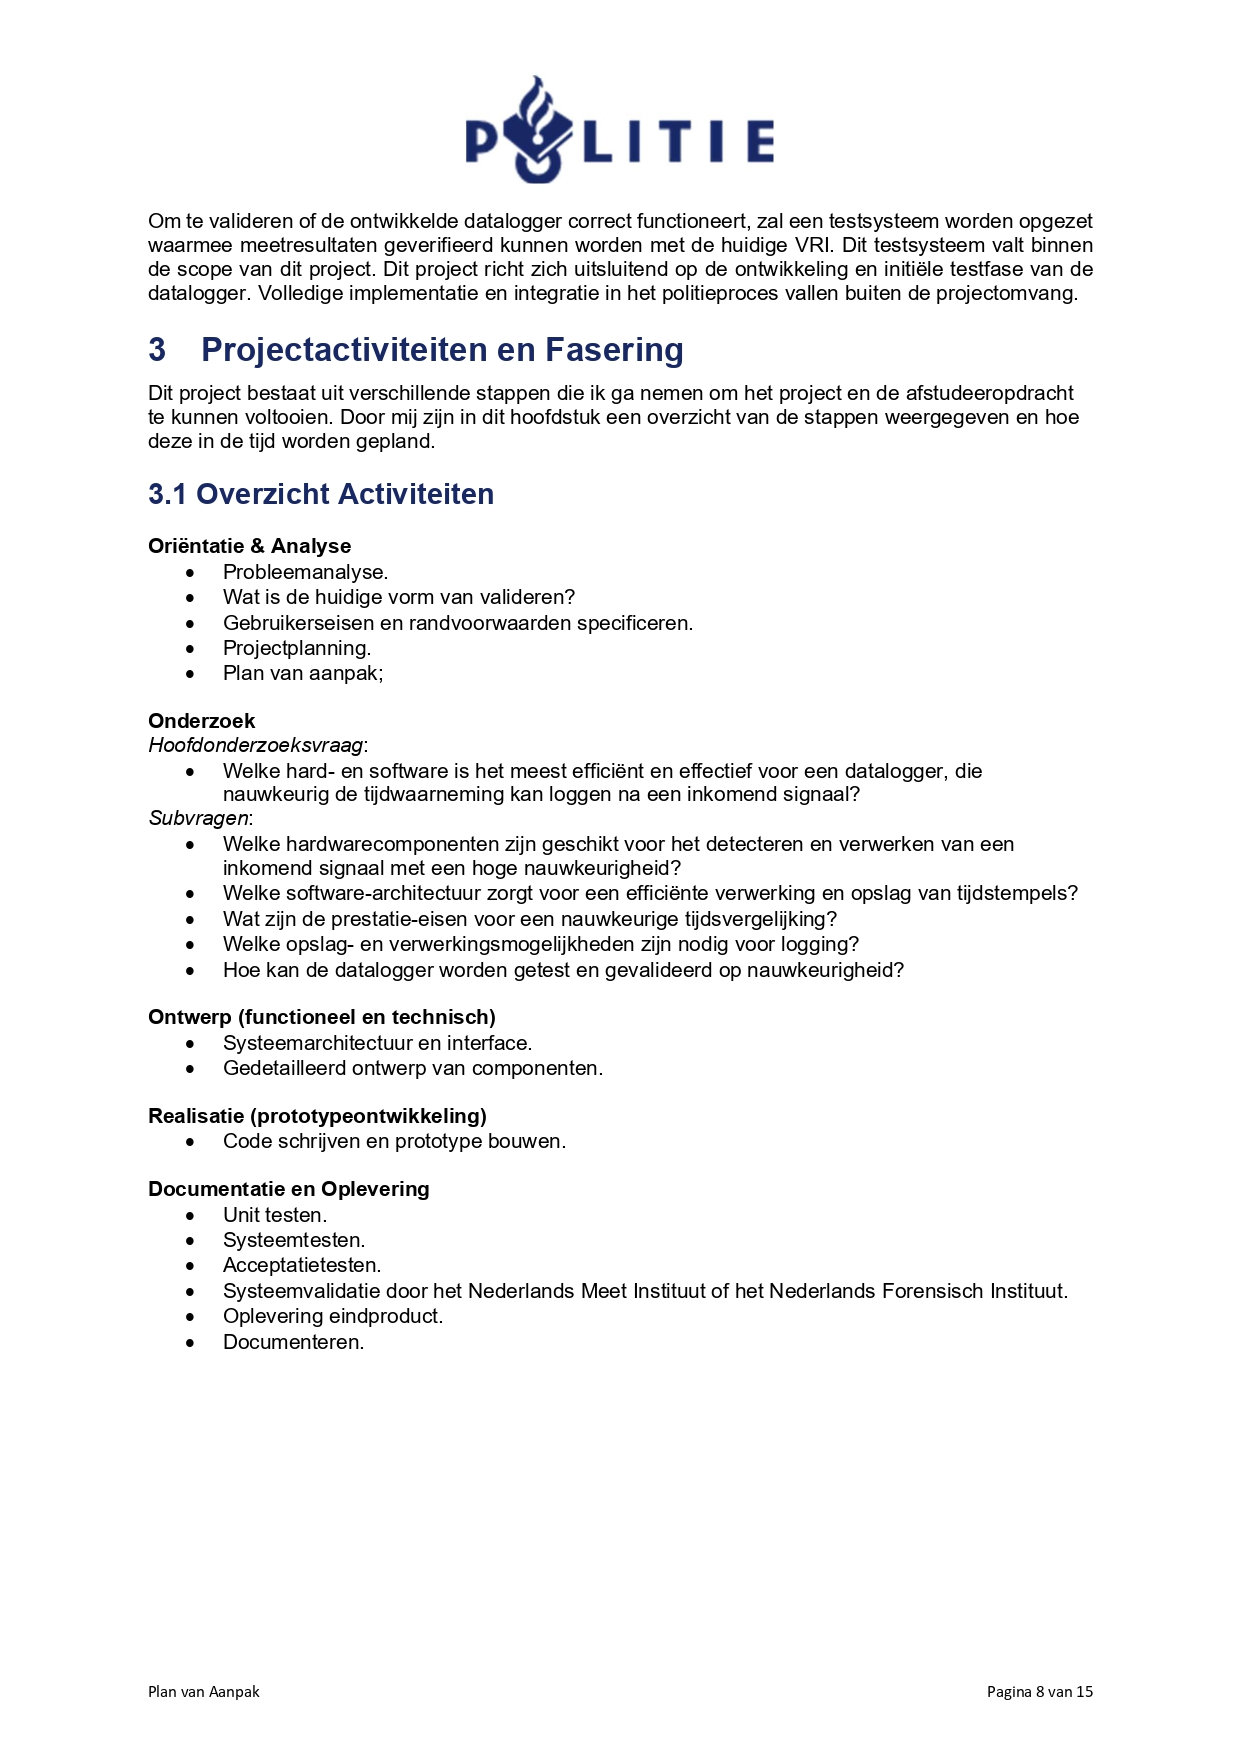 POLITIE
Om te valideren of de ontwikkelde datalogger correct functioneert, zal een testsysteem worden opgezet
waarmee meetresultaten geverifieerd kunnen worden met de huidige VRI. Dit testsysteem valt binnen
de scope van dit project. Dit project richt zich uitsluitend op de ontwikkeling en initiële testfase van de
datalogger. Volledige implementatie en integratie in het politieproces vallen buiten de projectomvang.
3 Projectactiviteiten en Fasering
Dit project bestaat uit verschillende stappen die ik ga nemen om het project en de afstudeeropdracht
te kunnen voltooien. Door mij zijn in dit hoofdstuk een overzicht van de stappen weergegeven en hoe
deze in de tijd worden gepland.
3.1 Overzicht Activiteiten
Oriëntatie & Analyse
• Probleemanalyse.
• Wat is de huidige vorm van valideren?
• Gebruikerseisen en randvoorwaarden specificeren.
• Projectplanning.
• Plan van aanpak;
Onderzoek
Hoofdonderzoeksvraag:
• Welke hard- en software is het meest efficiënt en effectief voor een datalogger, die
nauwkeurig de tijdwaarneming kan loggen na een inkomend signaal?
Subvragen:
• Welke hardwarecomponenten zijn geschikt voor het detecteren en verwerken van een
inkomend signaal met een hoge nauwkeurigheid?
• Welke software-architectuur zorgt voor een efficiënte verwerking en opslag van tijdstempels?
• Wat zijn de prestatie-eisen voor een nauwkeurige tijdsvergelijking?
• Welke opslag- en verwerkingsmogelijkheden zijn nodig voor logging?
• Hoe kan de datalogger worden getest en gevalideerd op nauwkeurigheid?
Ontwerp (functioneel en technisch)
• Systeemarchitectuur en interface.
• Gedetailleerd ontwerp van componenten.
Realisatie (prototypeontwikkeling)
• Code schrijven en prototype bouwen.
Documentatie en Oplevering
• Unit testen.
• Systeemtesten.
• Acceptatietesten.
• Systeemvalidatie door het Nederlands Meet Instituut of het Nederlands Forensisch Instituut.
• Oplevering eindproduct.
• Documenteren.
Plan van Aanpak
Pagina 8 van 15